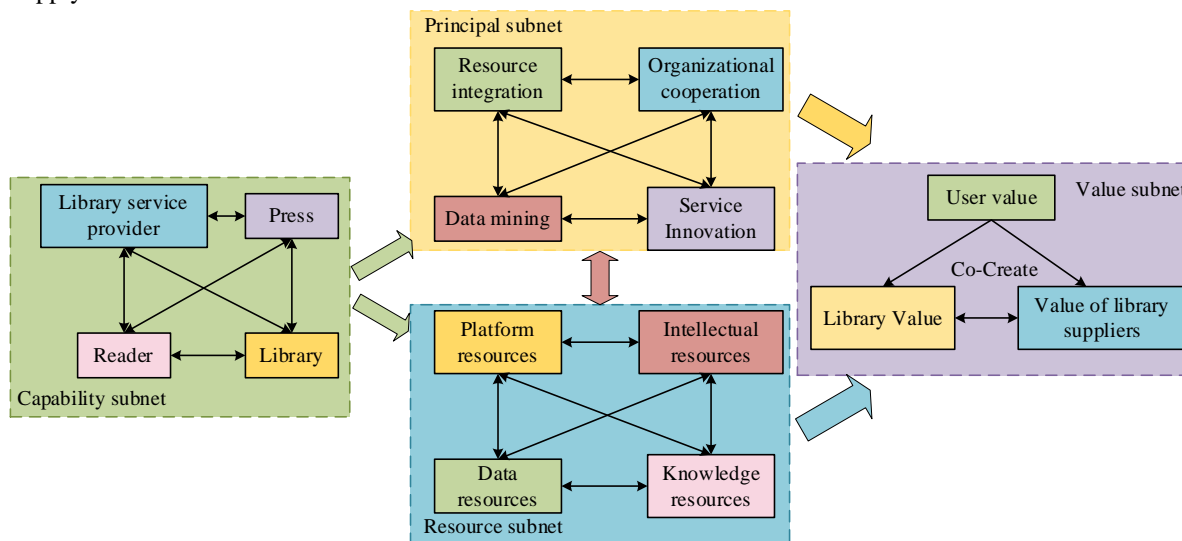 Principal subnet
Resource
integration
Organizational
cooperation
Data mining
Service
Innovation
Library service
provider
Press
Reader
Library
Capability subnet
Platform
resources
Intellectual
resources
Data
resources
Knowledge
resources
Resource subnet
User value
Value subnet
Co-Create
Library Value
Value of library
suppliers